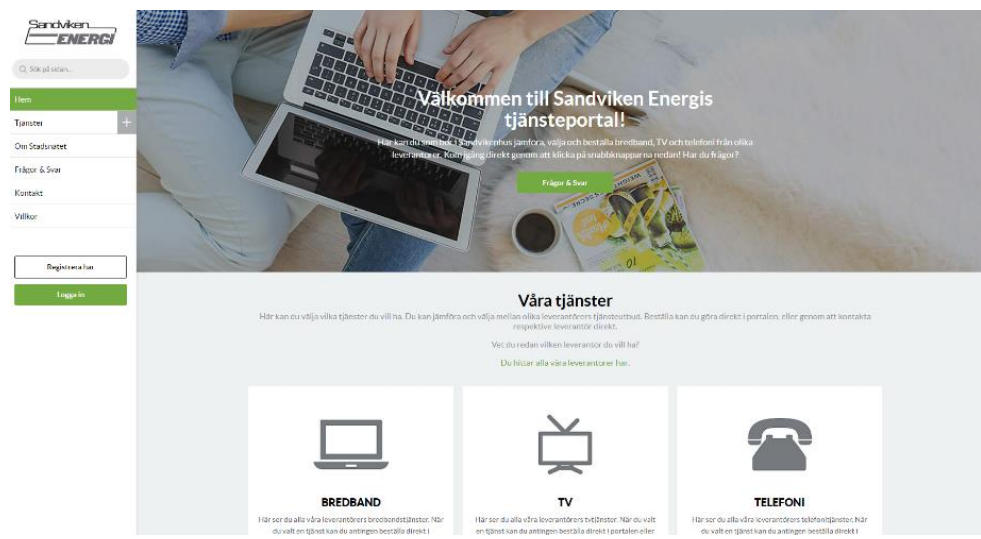 Sandviken
ENERGI
Sök på sidan...
Hem
Tjänster
Om Stadsnätet
Frågor & Svar
Kontakt
Villkor
Registrera här
Logga in
Välkommen till Sandviken Energis
tjänsteportal!
Här kan du som bor i Sandvikenhus jämföra, välja och beställa bredband, TV och telefoni från olika
leverantörer. Kom igång direkt genom att klicka på snabbknapparna nedan! Har du frågor?
Frågor & Svar
WEIGHT
10
Våra tjänster
Här kan du välja vilka tjänster du vill ha. Du kan jämföra och välja mellan olika leverantörers tjänsteutbud. Beställa kan du göra direkt i portalen, eller genom att kontakta
respektive leverantör direkt.
Vet du redan vilken leverantör du vill ha?
Du hittar alla våra leverantörer här.
BREDBAND
Här ser du alla våra leverantörers bredbandstjänster. När
du valt en tjänst kan du antingen beställa direkt i
TV
Här ser du alla våra leverantörers tv-tjänster. När du valt
en tjänst kan du antingen beställa direkt i portalen eller
TELEFONI
Här ser du alla våra leverantörers telefonitjänster. När
du valt en tjänst kan du antingen beställa direkt i